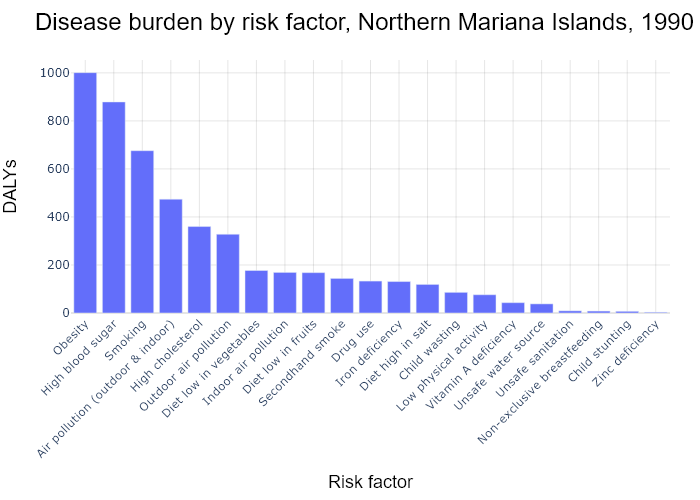 Disease burden by risk factor, Northern Mariana Islands, 1990
DALYs
1000
800
600
400
200
0
Obesity
High blood sugar
Smoking
Air pollution (outdoor & indoor)
High cholesterol
Outdoor air pollution
Diet low in vegetables
Indoor air pollution
Diet low in fruits
Secondhand smoke
Drug use
Iron deficiency
Diet high in salt
Child wasting
Low physical activity
Vitamin A deficiency
Unsafe water source
Unsafe sanitation
Non-exclusive breastfeeding
Child stunting
Zinc deficiency
Risk factor